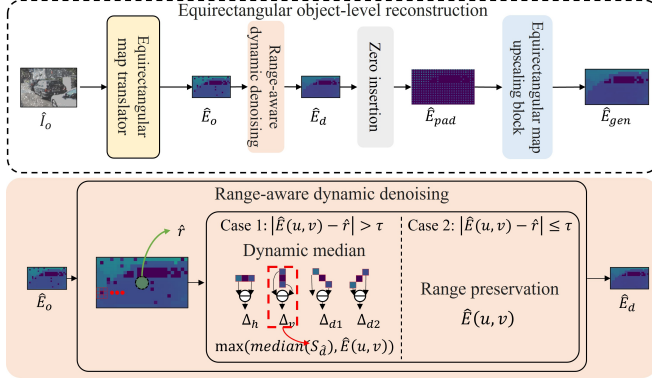 Equirectangular object-level reconstruction
Equirectangular
map translator
Range-aware
dynamic
denoising
Zero insertion
Equirectangular map
upscaling block
Î_o
Ê_o
Ê_d
Ê_pad
Ê_gen
Range-aware dynamic denoising
r̂
Case 1: |Ê(u, v) − r̂| > τ
Case 2: |Ê(u, v) − r̂| ≤ τ
Dynamic median
Δ_h
Δ_v
Δ_d1
Δ_d2
max(median(S_d̂), Ê(u, v))
Range preservation
Ê(u, v)
Ê_o
Ê_d